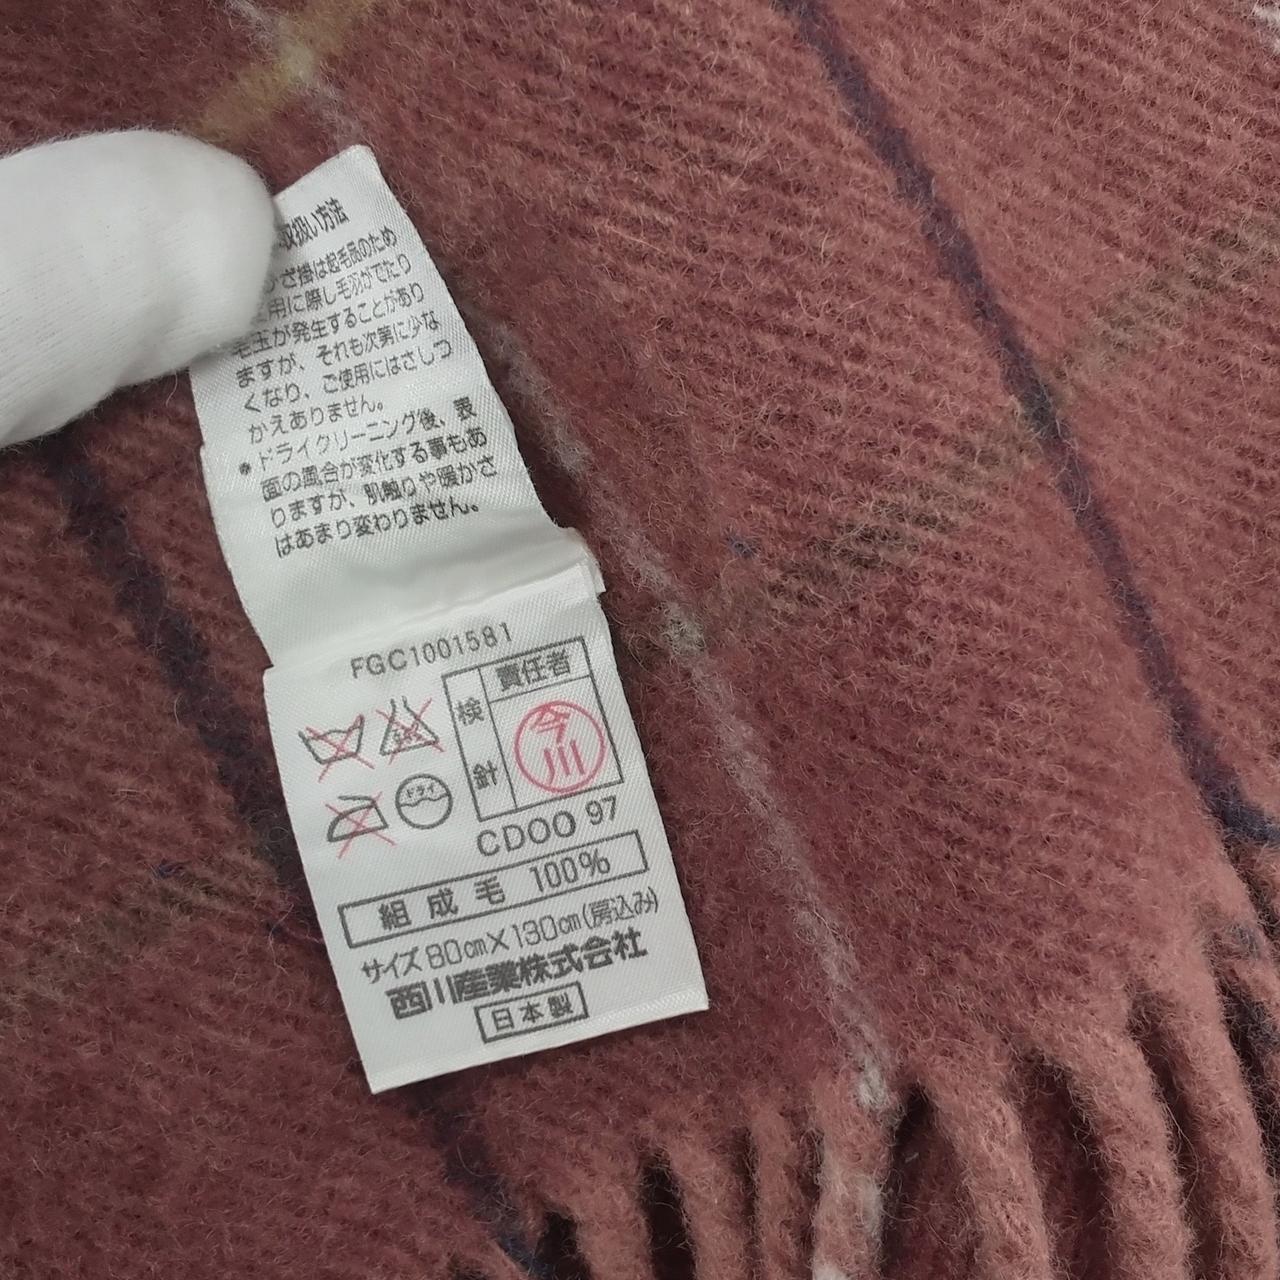 取扱い方法
ざ掛は起毛品のため
用に際し毛羽がでたり
毛玉が発生することがあり
ますが、それも次第に少な
くなり、ご使用にはさしつ
かえありません。
● ドライクリーニング後、表
面の風合が変化する事もあ
りますが、肌触りや暖かさ
はあまり変わりません。
FGC1001581
責任者
検
針
今川
ドライ
CDOO 97
組成 毛 100%
サイズ 80cm×130cm(房込み)
西川産業株式会社
日本製